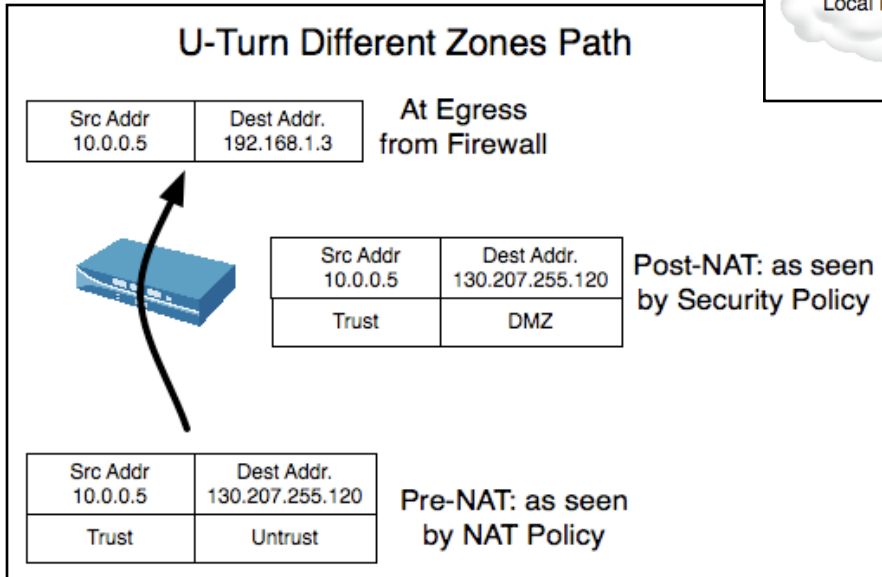 Local
U-Turn Different Zones Path
Src Addr
10.0.0.5
Dest Addr.
192.168.1.3
At Egress
from Firewall
Src Addr
10.0.0.5
Dest Addr.
130.207.255.120
Trust
DMZ
Post-NAT: as seen
by Security Policy
Src Addr
10.0.0.5
Dest Addr.
130.207.255.120
Trust
Untrust
Pre-NAT: as seen
by NAT Policy